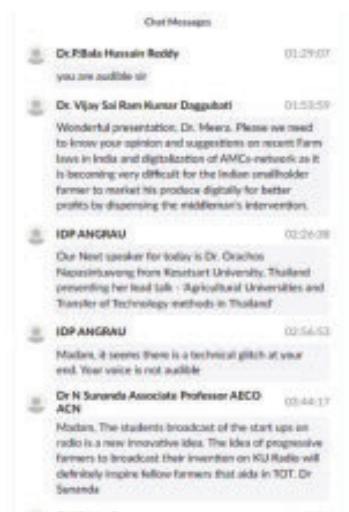 Chat Messages
Dr.P.Bala Hussain Reddy 01:29:07
you are audible sir
Dr. Vijay Sai Ram Kumar Daggubati 01:53:59
Wonderful presentation, Dr. Meera. Please we need
to know your opinion and suggestions on recent Farm
laws in India and digitalization of AMCs-network as it
is becoming very difficult for the Indian smallholder
farmer to market his produce digitally for better
profits by dispensing the middleman's intervention.
IDP ANGRAU 02:26:38
Our Next speaker for today is Dr. Orachos
Napasintuwong from Kesatsart University, Thailand
presenting her lead talk - 'Agricultural Universities and
Transfer of Technology methods in Thailand'
IDP ANGRAU 02:56:53
Madam, it seems there is a technical glitch at your
end. Your voice is not audible
Dr N Sunanda Associate Professor AECO 03:44:17
ACN
Madam, The students broadcast of the start ups on
radio is a new innovative idea. The idea of progressive
farmers to broadcast their invention on KU Radio will
definitely inspire fellow farmers that aids in TOT. Dr
Sunanda